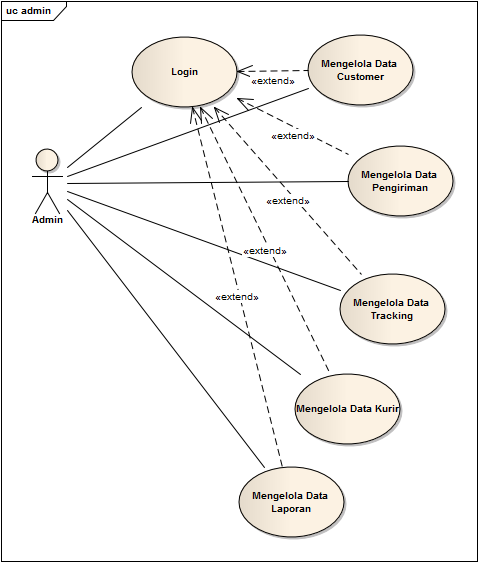 uc admin
Login
Mengelola Data
Customer
«extend»
«extend»
Mengelola Data
Pengiriman
«extend»
Admin
«extend»
Mengelola Data
Tracking
«extend»
Mengelola Data Kurir
Mengelola Data
Laporan